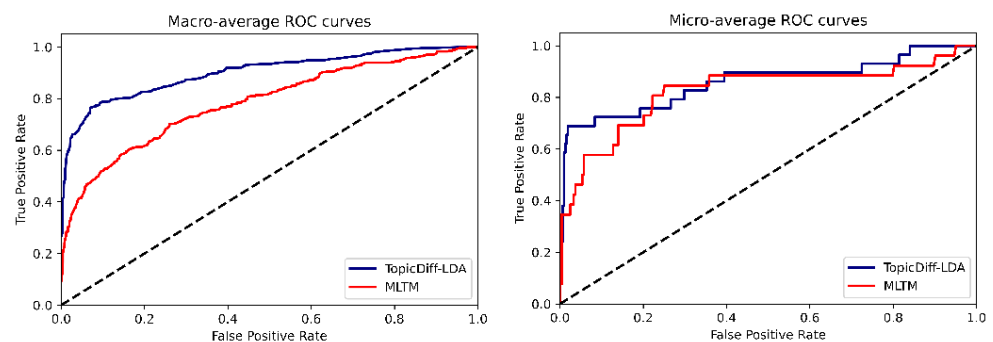 Macro-average ROC curves
1.0
0.8
0.6
0.4
0.2
0.0
True Positive Rate
TopicDiff-LDA
MLTM
0.0 0.2 0.4 0.6 0.8 1.0
False Positive Rate
Micro-average ROC curves
1.0
0.8
0.6
0.4
0.2
0.0
True Positive Rate
TopicDiff-LDA
MLTM
0.0 0.2 0.4 0.6 0.8 1.0
False Positive Rate